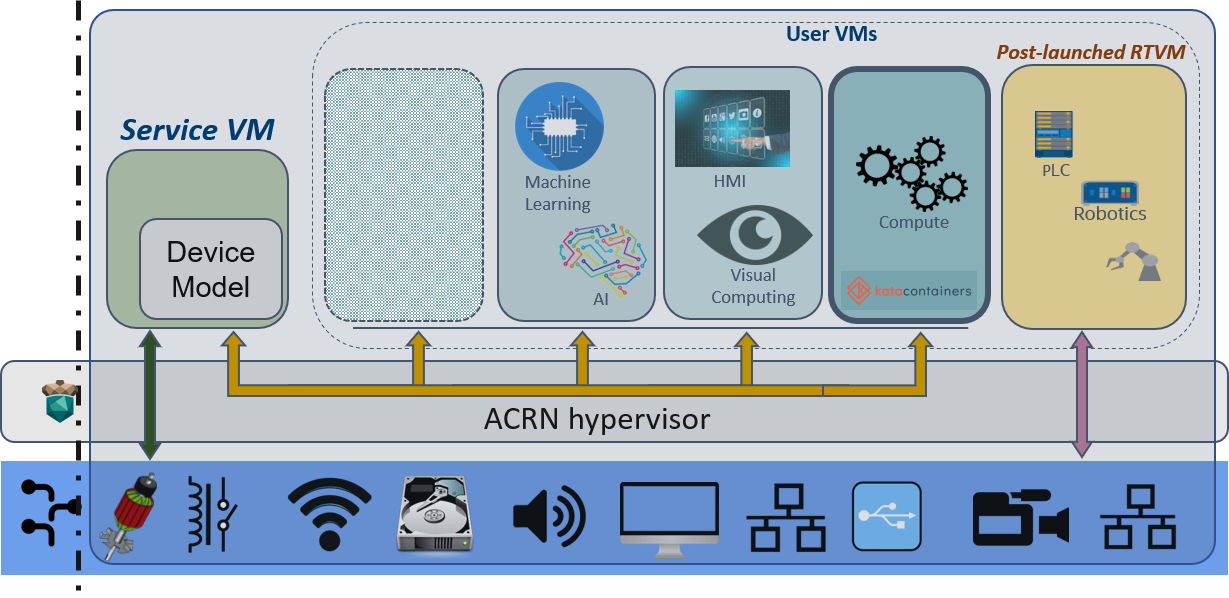 User VMs
Post-launched RTVM
Service VM
Device
Model
Machine
Learning
AI
HMI
Visual
Computing
Compute
katacontainers
PLC
Robotics
ACRN hypervisor